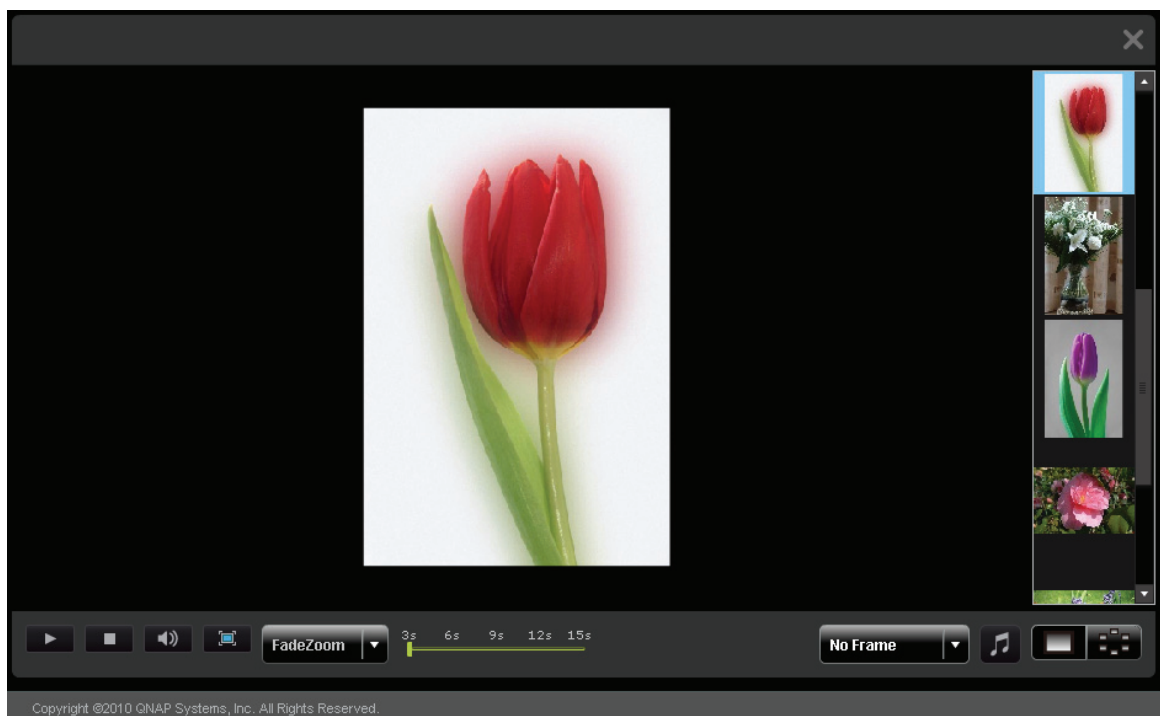 FadeZoom
3s 6s 9s 12s 15s
No Frame
Copyright ©2010 QNAP Systems, Inc. All Rights Reserved.